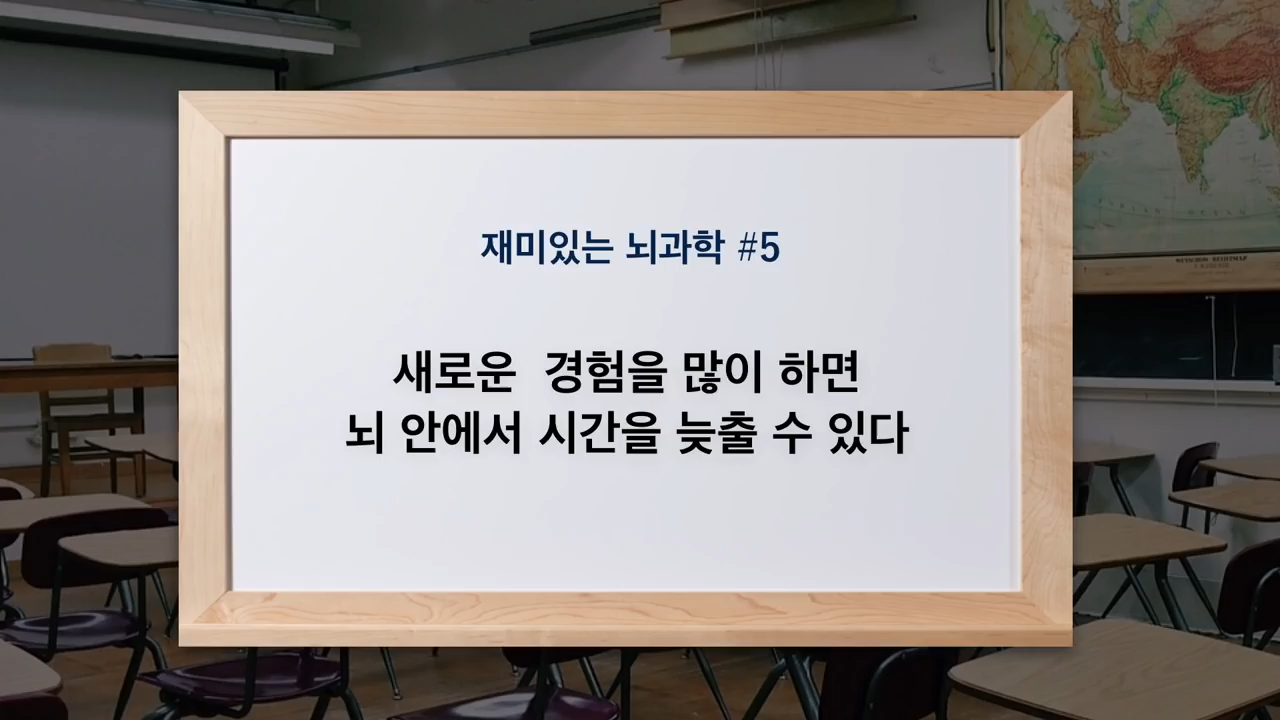 재미있는 뇌과학 #5
새로운 경험을 많이 하면
뇌 안에서 시간을 늦출 수 있다